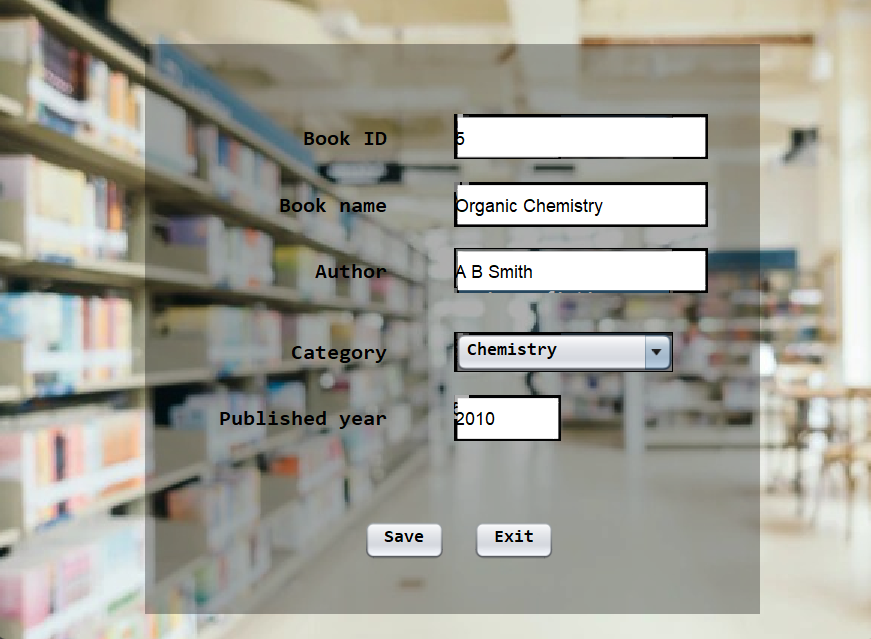 Book ID 5
Book name Organic Chemistry
Author A B Smith
Category Chemistry
Published year 2010
Save Exit